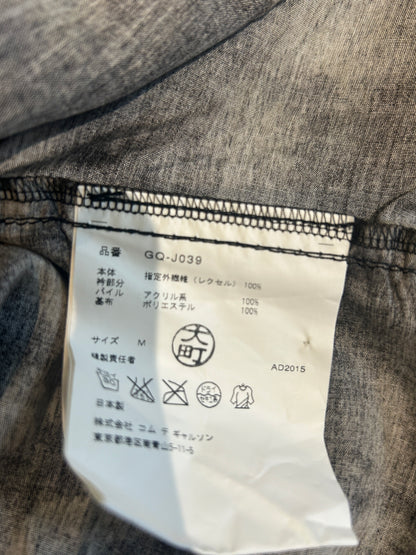 品番 GQ-J039
本体 指定外繊維（レクセル） 100%
衿部分
パイル アクリル系 100%
基布 ポリエステル 100%
サイズ M
大町
縫製責任者
AD2015
ドライ
セキユ系
日本製
株式会社 コム デ ギャルソン
東京都港区南青山5-11-5